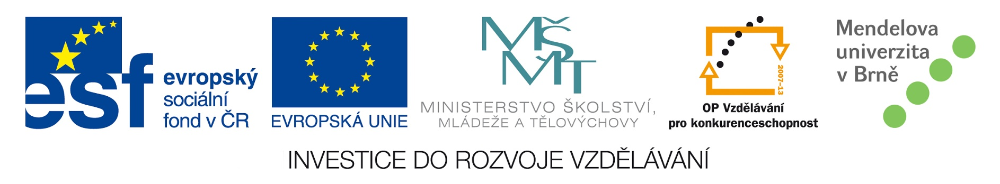 esf
evropský
sociální
fond v ČR
EVROPSKÁ UNIE
MŠMT
MINISTERSTVO ŠKOLSTVÍ,
MLÁDEŽE A TĚLOVÝCHOVY
2007-13
OP Vzdělávání
pro konkurenceschopnost
Mendelova
univerzita
v Brně
INVESTICE DO ROZVOJE VZDĚLÁVÁNÍ